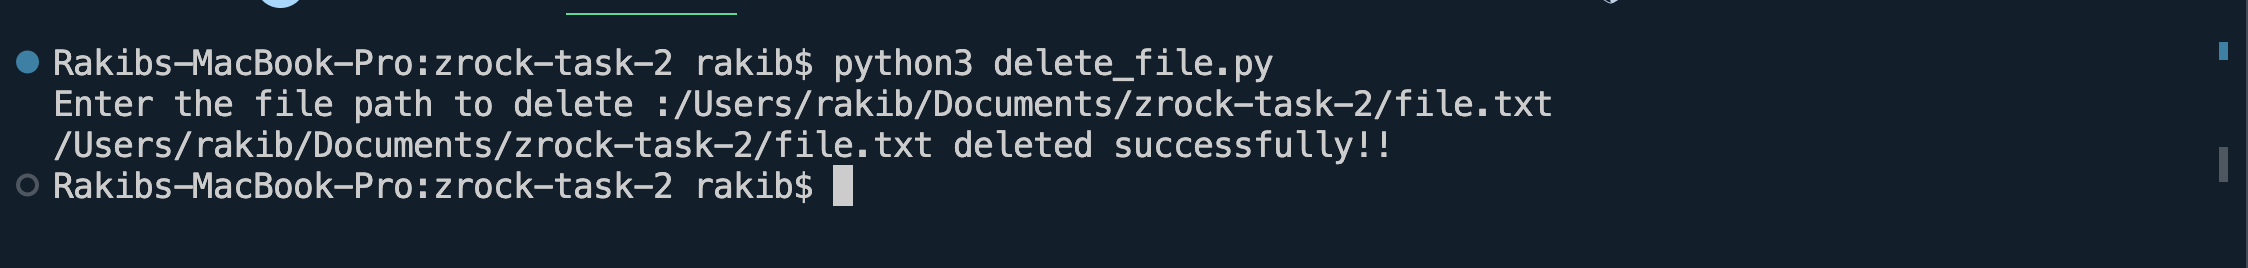 Rakibs-MacBook-Pro:zrock-task-2 rakib$ python3 delete_file.py
Enter the file path to delete :/Users/rakib/Documents/zrock-task-2/file.txt
/Users/rakib/Documents/zrock-task-2/file.txt deleted successfully!!
Rakibs-MacBook-Pro:zrock-task-2 rakib$